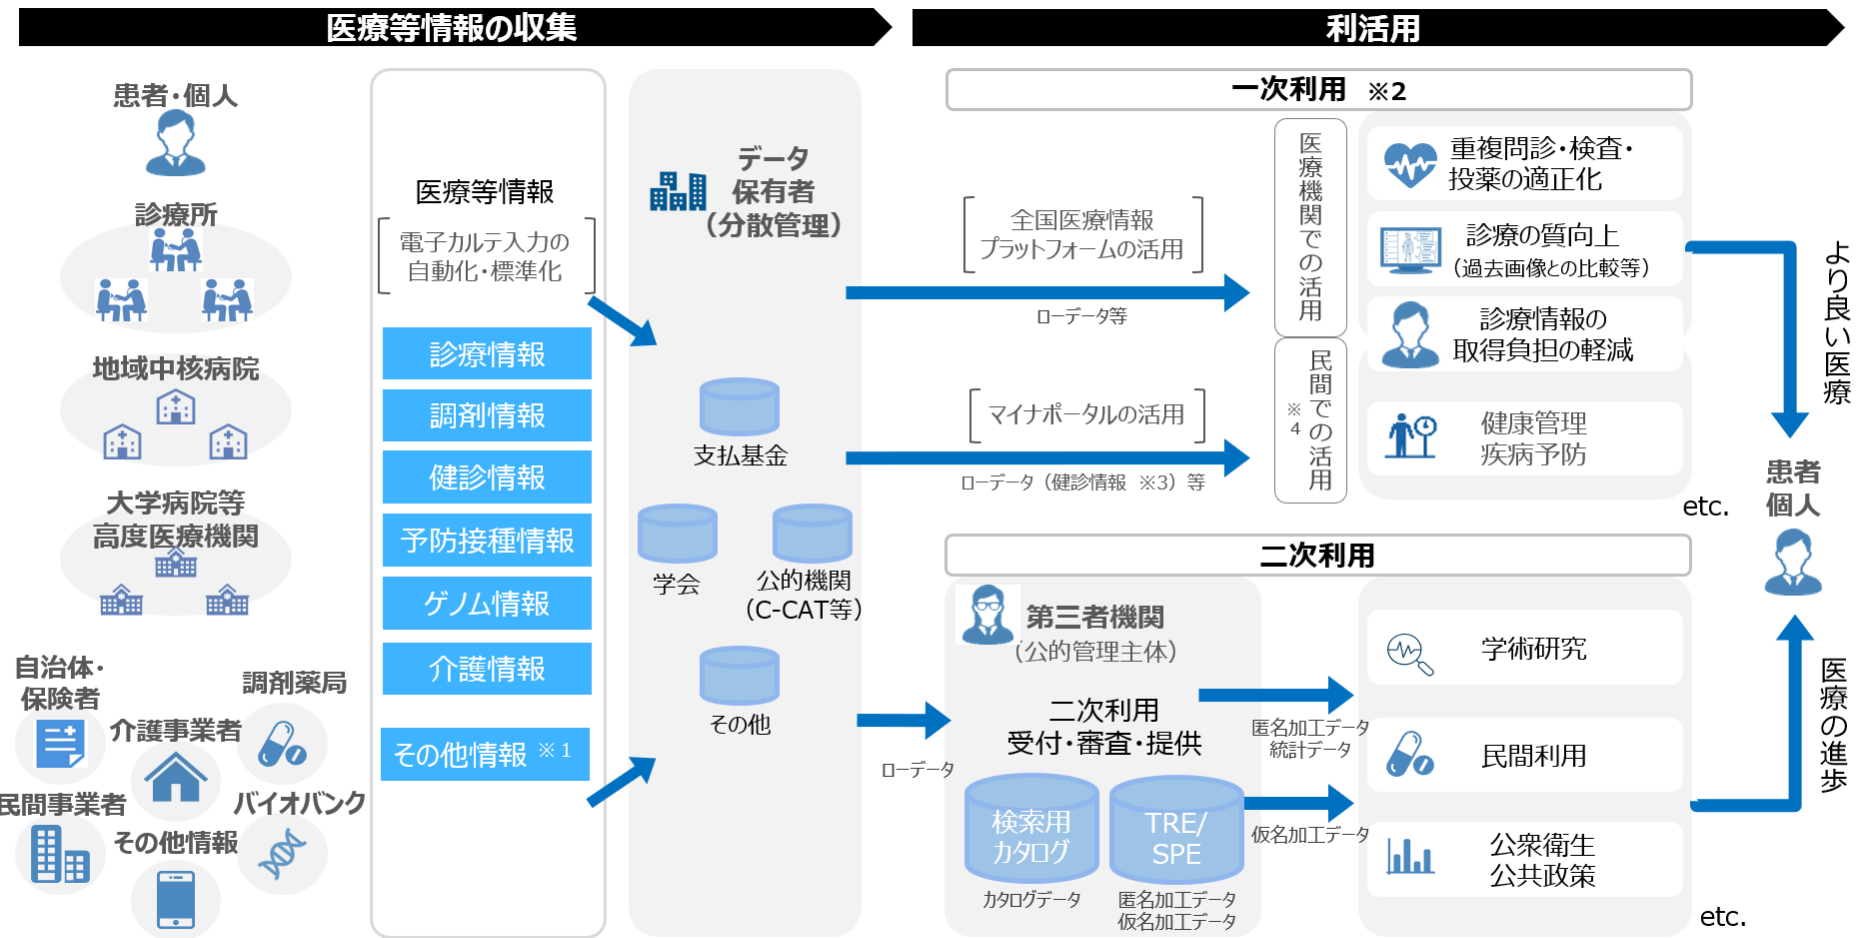 医療等情報の収集
利活用
患者・個人
診療所
地域中核病院
大学病院等
高度医療機関
自治体・
保険者
調剤薬局
介護事業者
民間事業者
バイオバンク
その他情報
医療等情報
電子カルテ入力の
自動化・標準化
診療情報
調剤情報
健診情報
予防接種情報
ゲノム情報
介護情報
その他情報 ※1
データ
保有者
（分散管理）
支払基金
学会
公的機関
（C-CAT等）
その他
一次利用 ※2
全国医療情報
プラットフォームの活用
ローデータ等
マイナポータルの活用
ローデータ（健診情報 ※3）等
医療機関での活用
民間での活用
※4
重複問診・検査・
投薬の適正化
診療の質向上
（過去画像との比較等）
診療情報の
取得負担の軽減
健康管理
疾病予防
etc.
二次利用
第三者機関
（公的管理主体）
二次利用
受付・審査・提供
ローデータ
検索用
カタログ
カタログデータ
TRE/
SPE
匿名加工データ
仮名加工データ
匿名加工データ
統計データ
仮名加工データ
学術研究
民間利用
公衆衛生
公共政策
etc.
より良い医療
患者
個人
医療の進歩